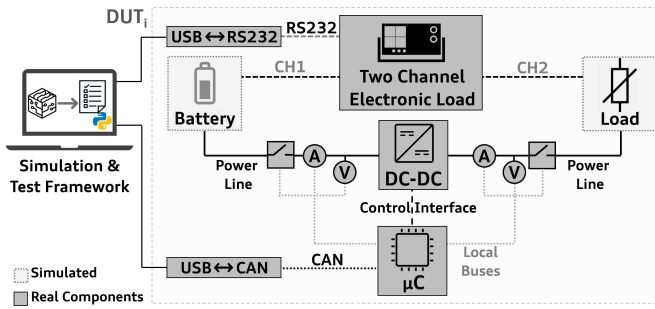 DUTi
USB↔RS232
RS232
CH1
Two Channel
Electronic Load
CH2
Battery
Load
Simulation &
Test Framework
Power
Line
A
V
DC-DC
A
V
Power
Line
Control Interface
USB↔CAN
CAN
µC
Local
Buses
Simulated
Real Components